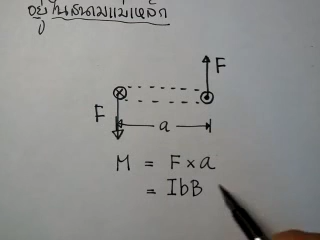 อยู่ในสนามแม่เหล็ก
F
F
a
M = F × a
= IbB